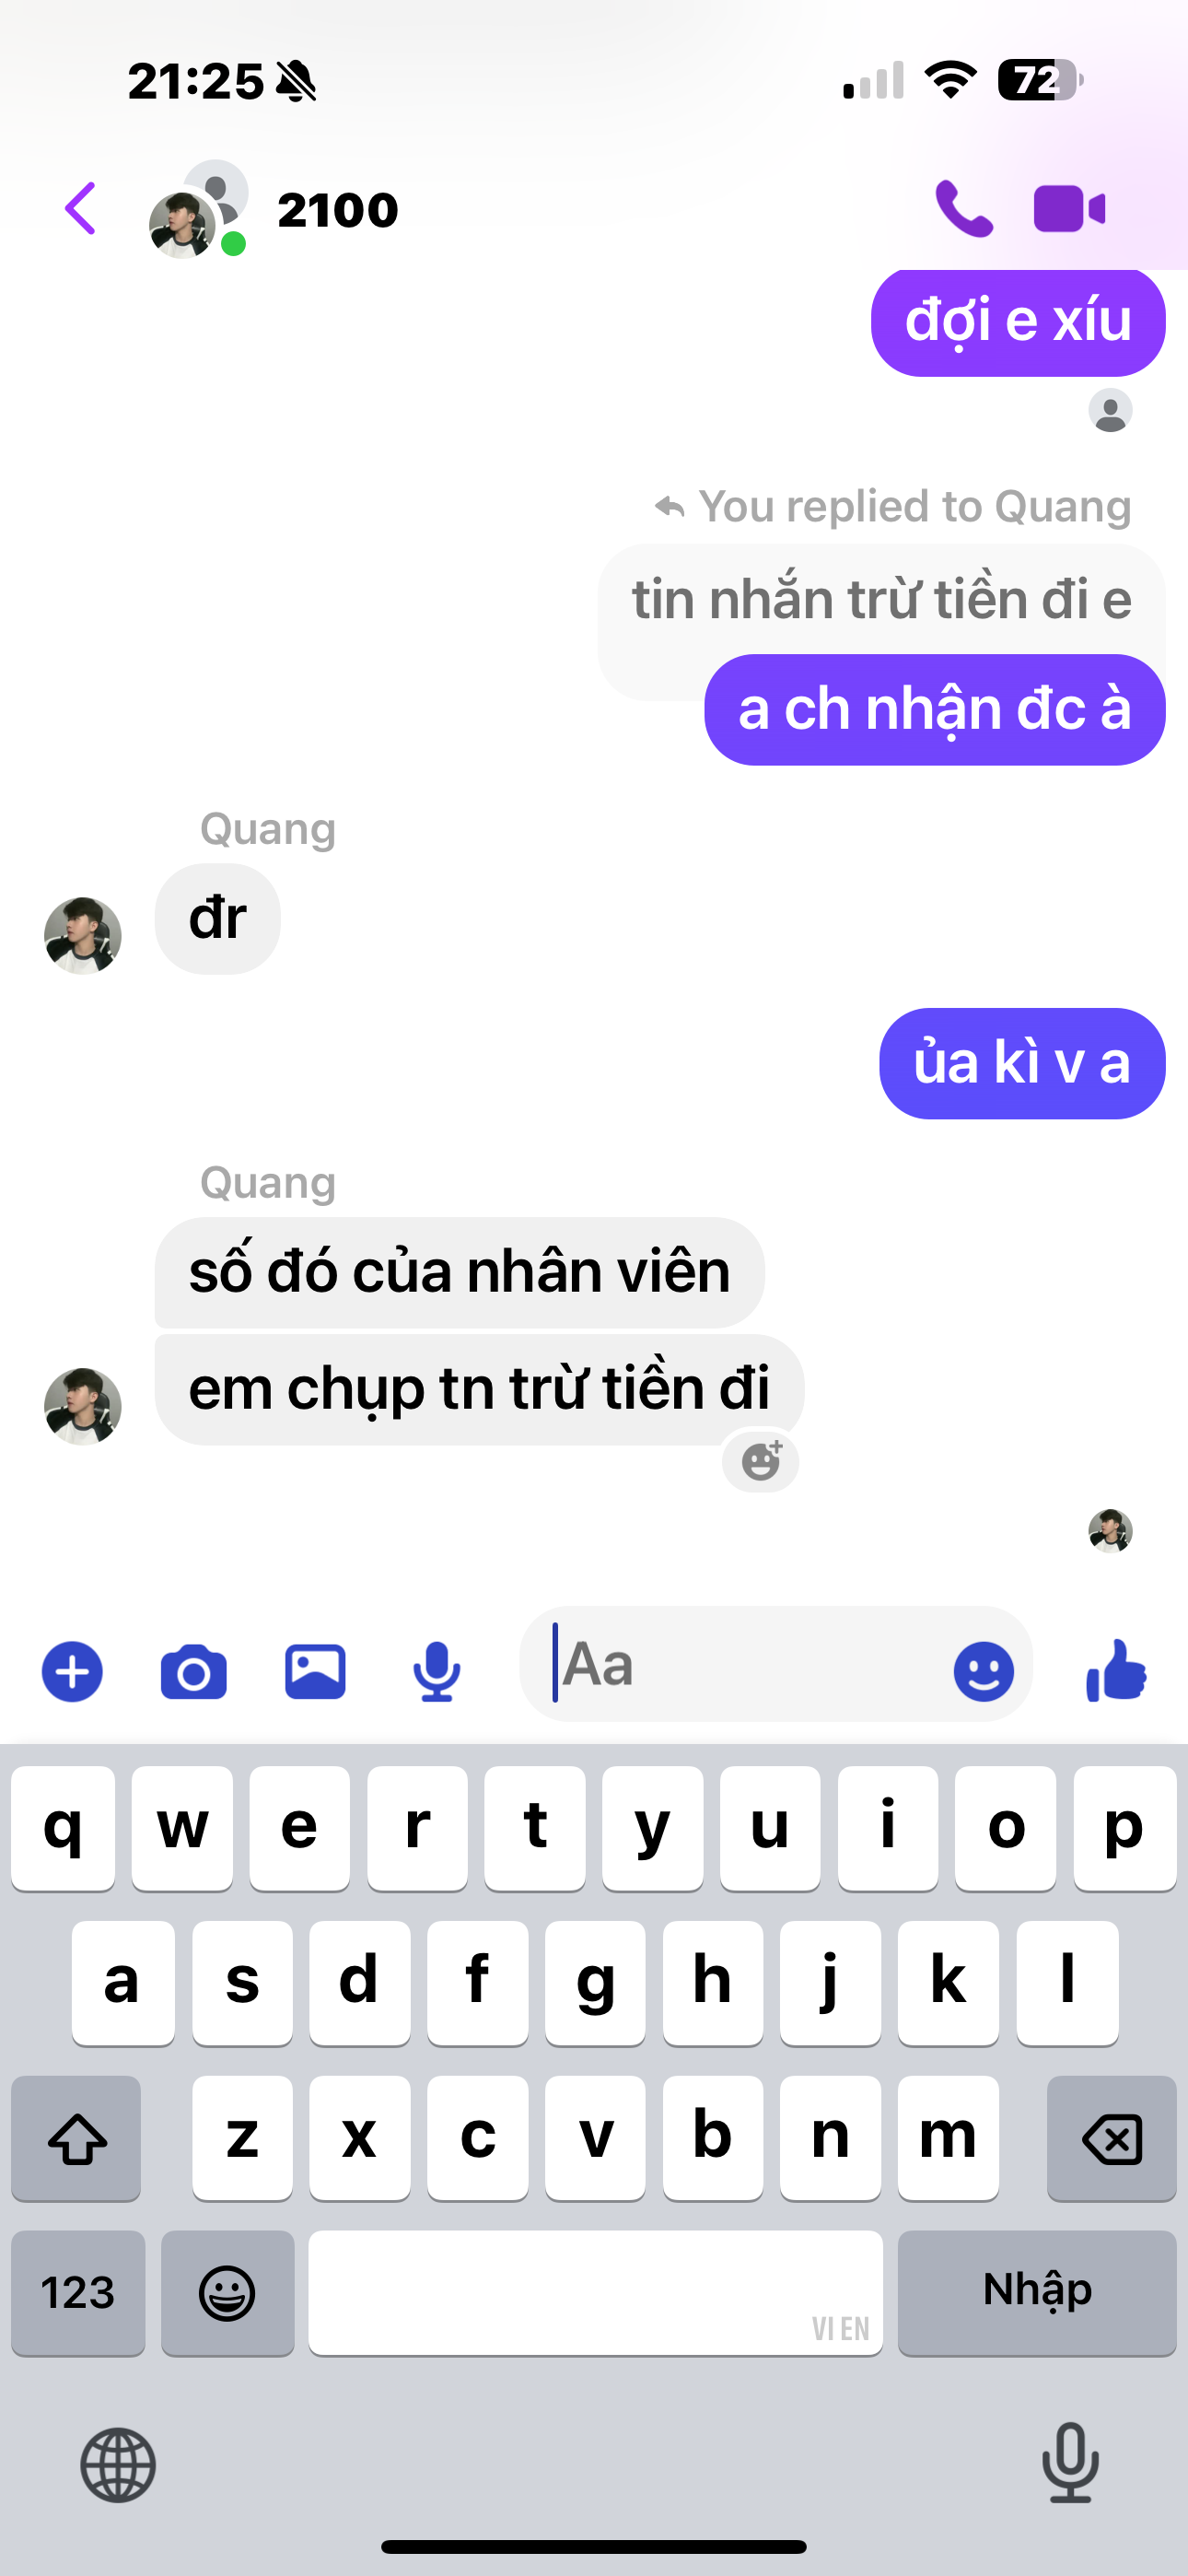 21:25
72
2100
đợi e xíu
You replied to Quang
tin nhắn trừ tiền đi e
a ch nhận đc à
Quang
đr
ủa kì v a
Quang
số đó của nhân viên
em chụp tn trừ tiền đi
Aa
q w e r t y u i o p
a s d f g h j k l
z x c v b n m
123
VI EN
Nhập